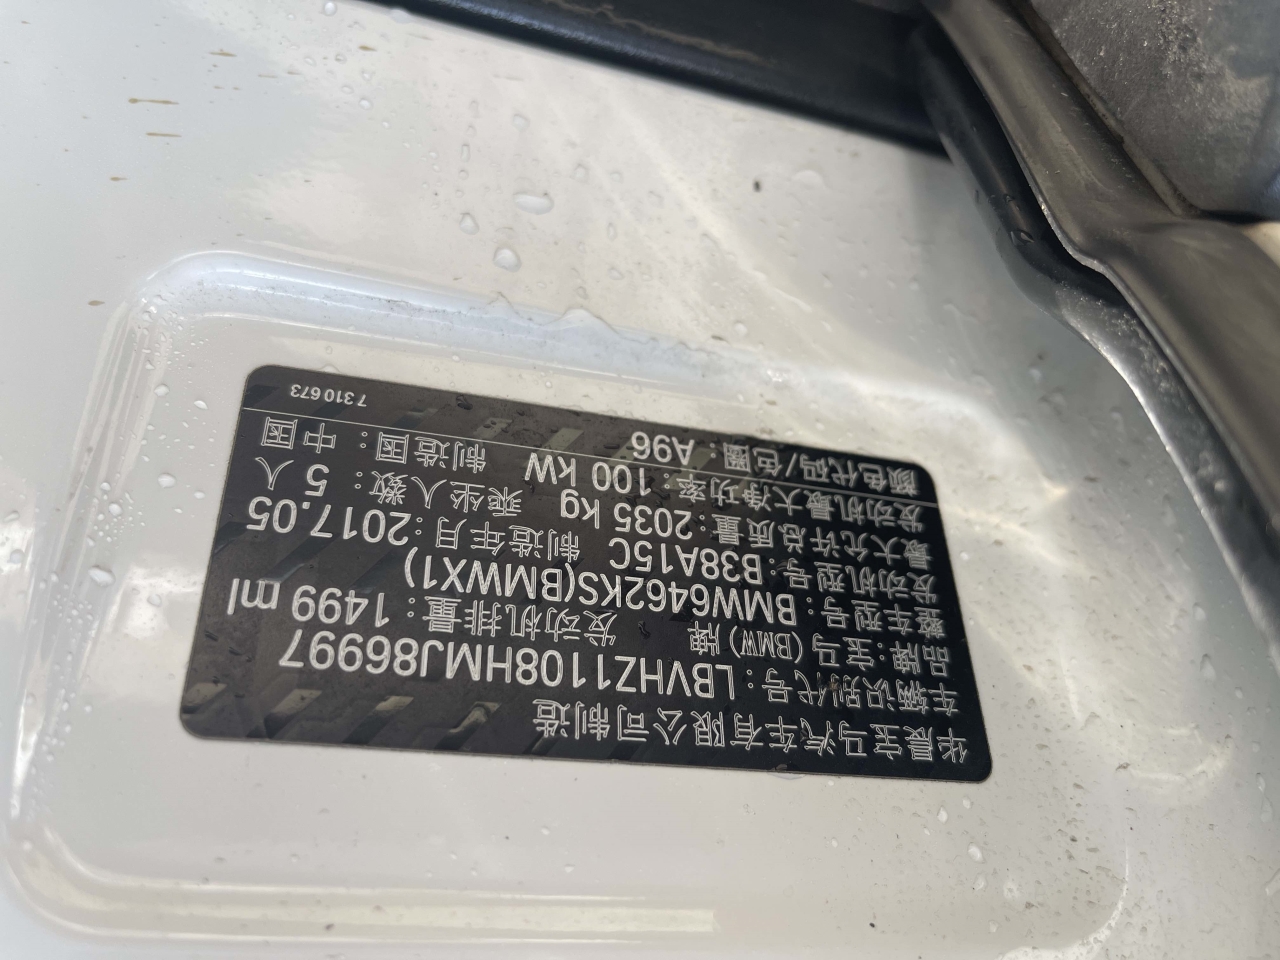 华晨宝马汽车有限公司制造
车辆识别代号：LBVHZ1108HMJ86997
品牌：宝马(BMW)牌 发动机排量：1499 ml
整车型号：BMW6462KS(BMWX1)
发动机型号：B38A15C 制造年月：2017.05
最大允许总质量：2035 kg 乘坐人数：5 人
发动机最大净功率：100 kW 制造国：中国
颜色代码/色圈：A96
7310673